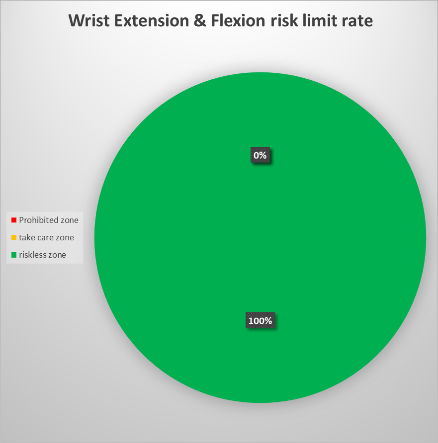 Wrist Extension & Flexion risk limit rate
0%
Prohibited zone
take care zone
riskless zone
100%